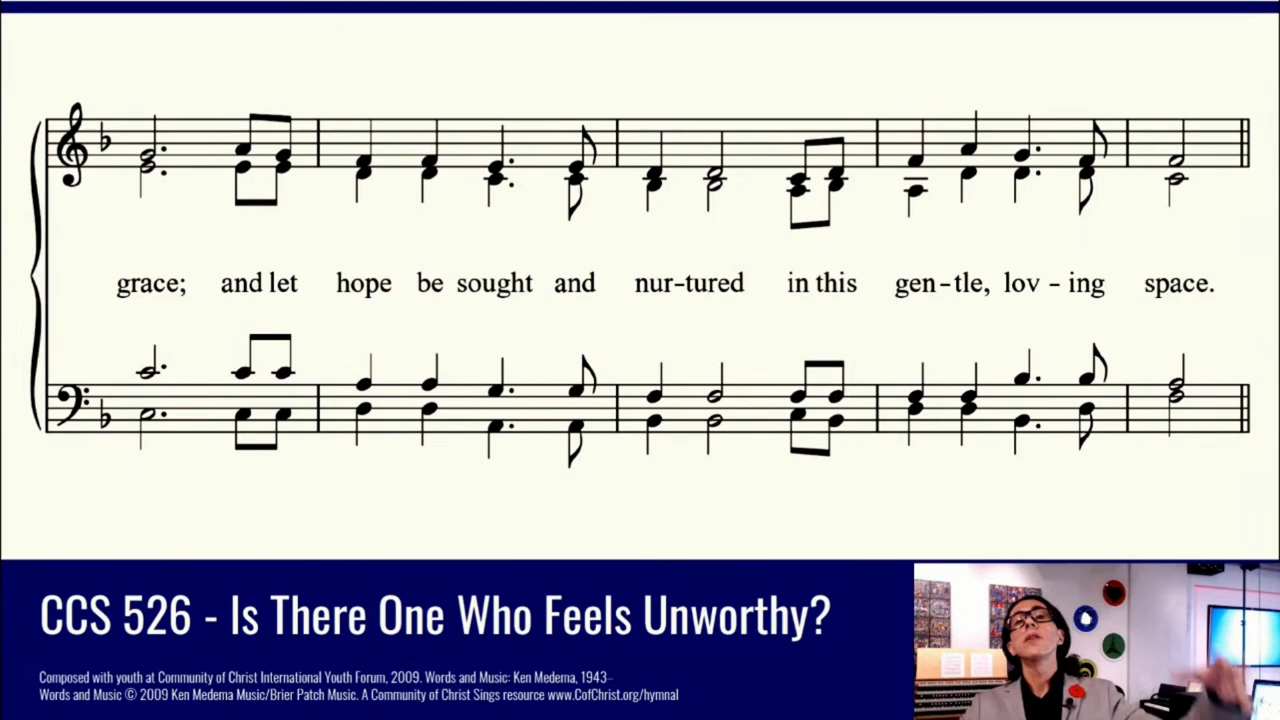 grace; and let hope be sought and nur-tured in this gen-tle, lov-ing space.
CCS 526 - Is There One Who Feels Unworthy?
Composed with youth at Community of Christ International Youth Forum, 2009. Words and Music: Ken Medema, 1943–
Words and Music © 2009 Ken Medema Music/Brier Patch Music. A Community of Christ Sings resource www.CofChrist.org/hymnal